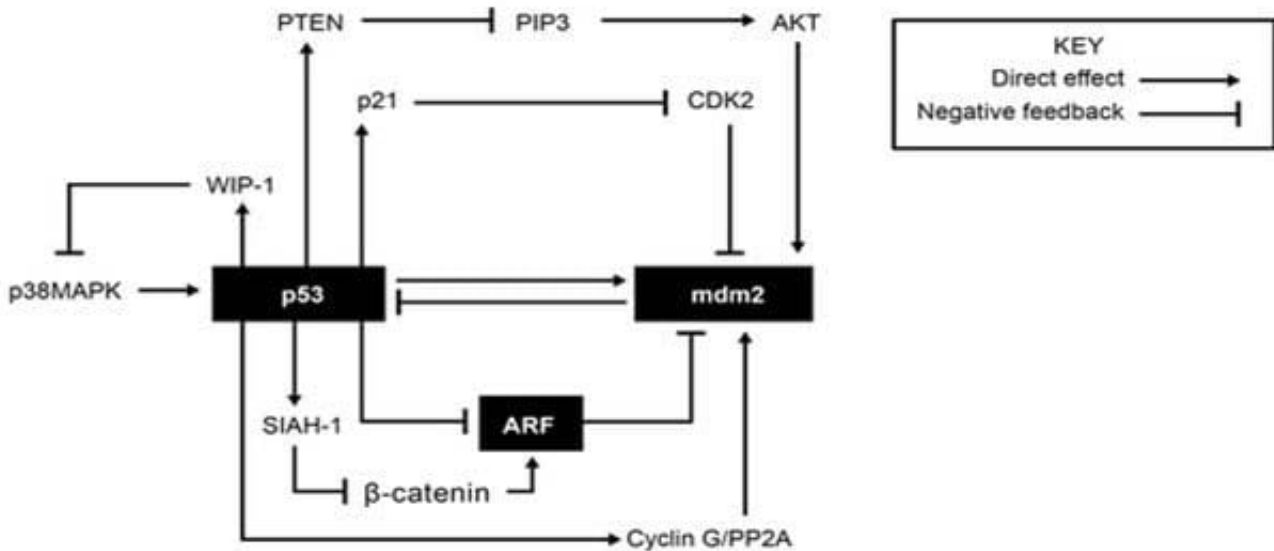 PTEN
PIP3
AKT
KEY
Direct effect
Negative feedback
p21
CDK2
WIP-1
p38MAPK
p53
mdm2
SIAH-1
ARF
β-catenin
Cyclin G/PP2A